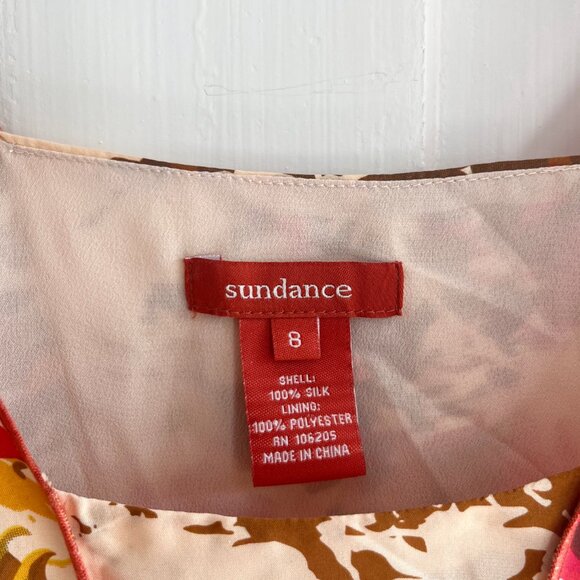 sundance
8
SHELL:
100% SILK
LINING:
100% POLYESTER
RN 106205
MADE IN CHINA